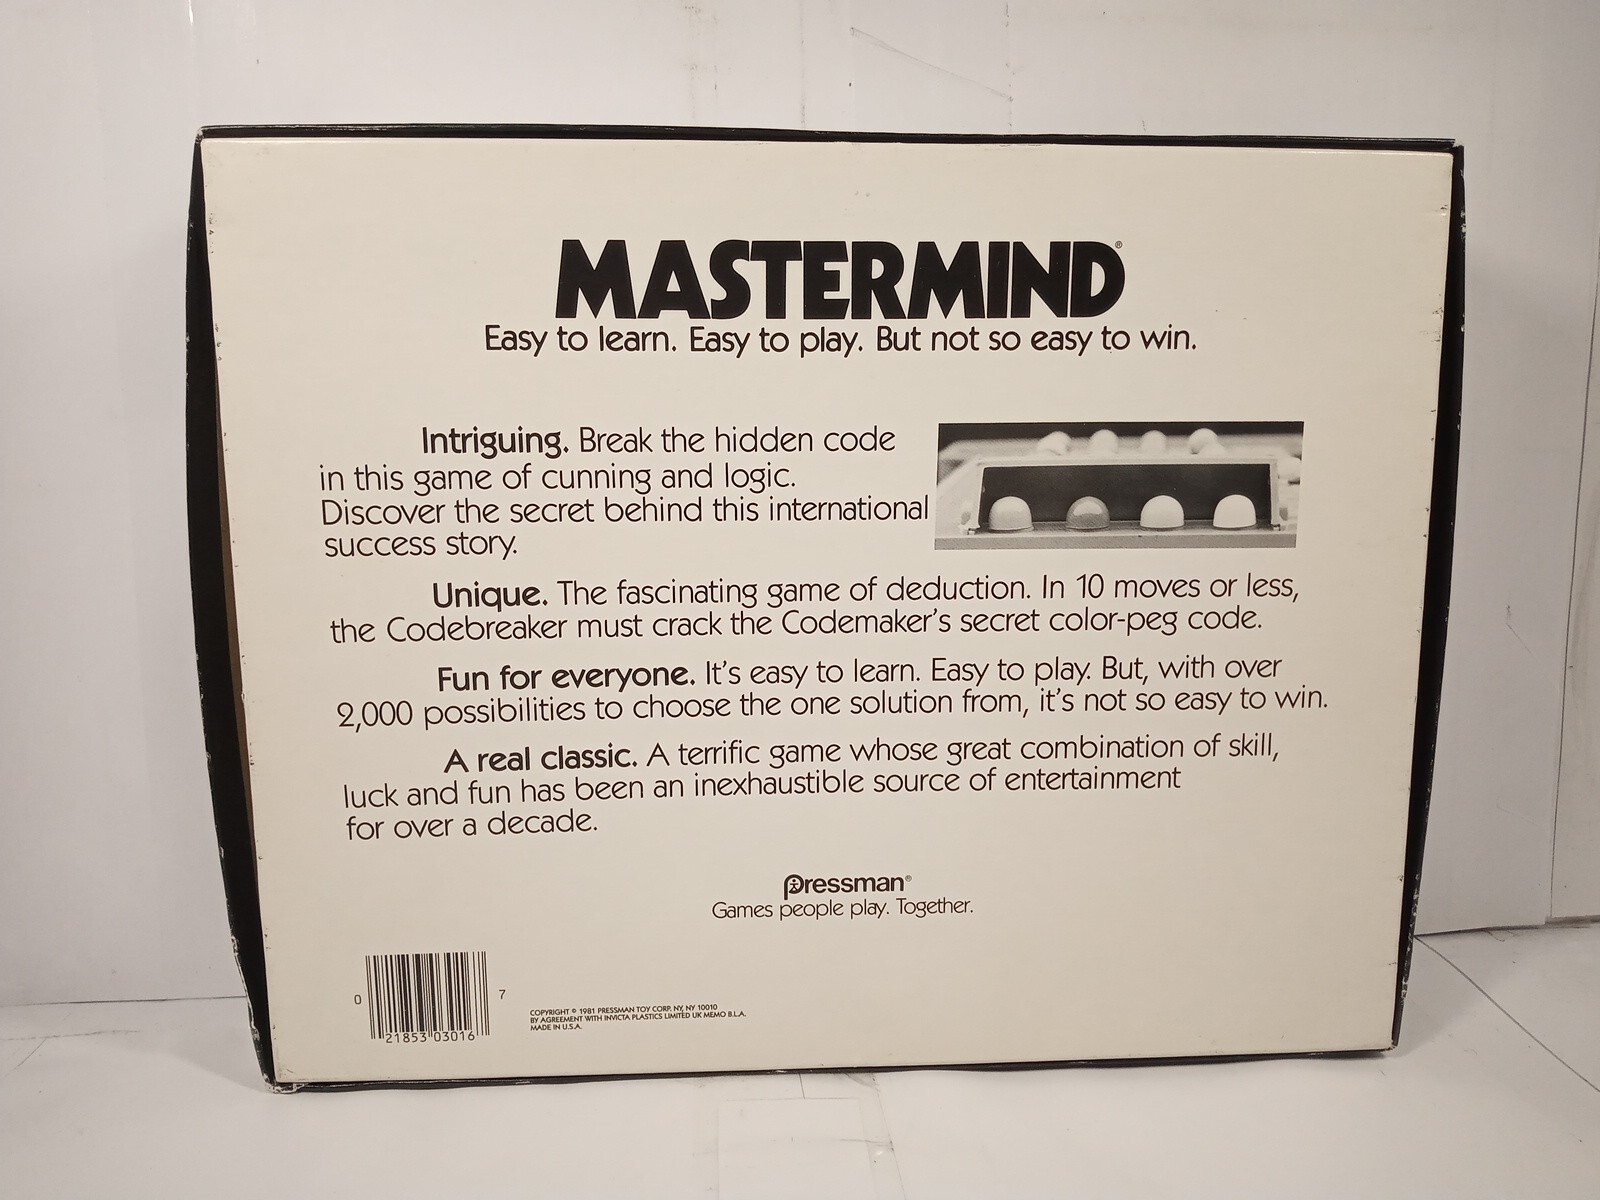 MASTERMIND®
Easy to learn. Easy to play. But not so easy to win.
Intriguing. Break the hidden code
in this game of cunning and logic.
Discover the secret behind this international
success story.
Unique. The fascinating game of deduction. In 10 moves or less,
the Codebreaker must crack the Codemaker's secret color-peg code.
Fun for everyone. It's easy to learn. Easy to play. But, with over
2,000 possibilities to choose the one solution from, it's not so easy to win.
A real classic. A terrific game whose great combination of skill,
luck and fun has been an inexhaustible source of entertainment
for over a decade.
Pressman®
Games people play. Together.
0 21853 03016 7
COPYRIGHT © 1981 PRESSMAN TOY CORP. NY, NY 10010
BY AGREEMENT WITH INVICTA PLASTICS LIMITED UK MEMO B.L.A.
MADE IN U.S.A.